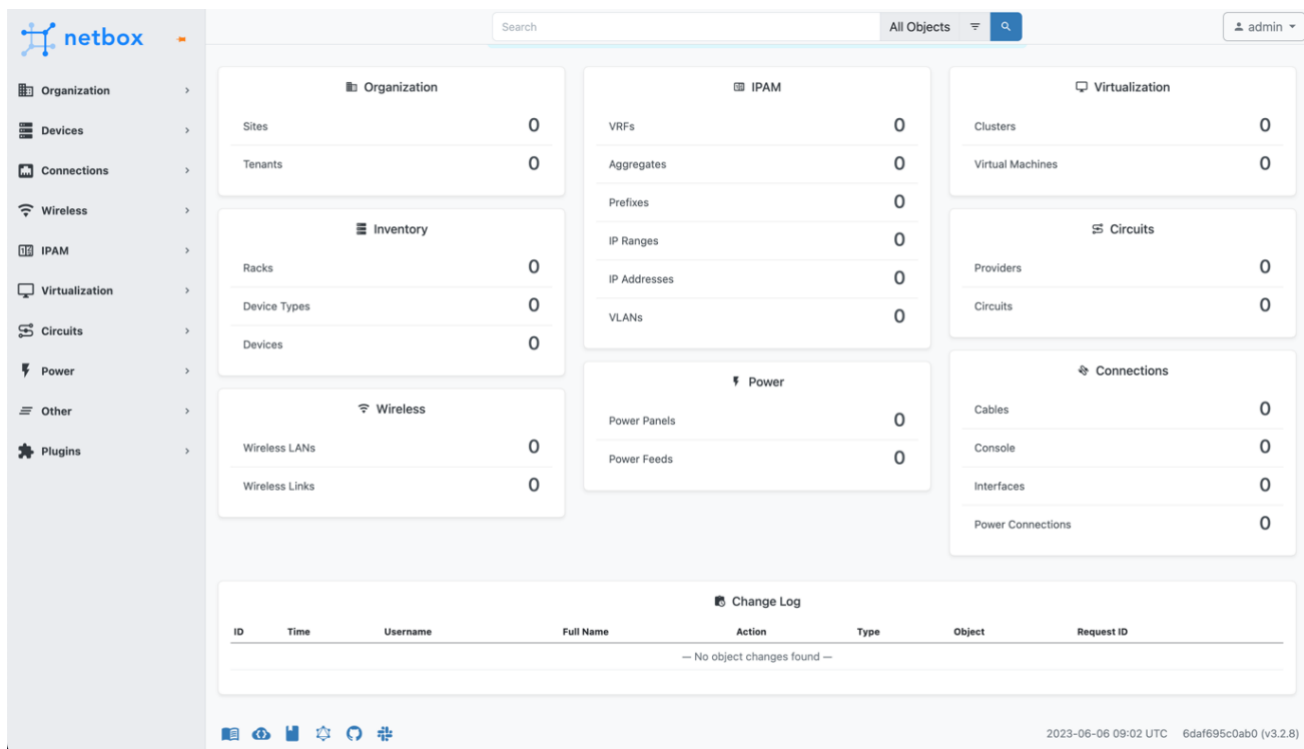 netbox
Search
All Objects
admin
Organization
Devices
Connections
Wireless
IPAM
Virtualization
Circuits
Power
Other
Plugins
Organization
Sites 0
Tenants 0
Inventory
Racks 0
Device Types 0
Devices 0
Wireless
Wireless LANs 0
Wireless Links 0
IPAM
VRFs 0
Aggregates 0
Prefixes 0
IP Ranges 0
IP Addresses 0
VLANs 0
Power
Power Panels 0
Power Feeds 0
Virtualization
Clusters 0
Virtual Machines 0
Circuits
Providers 0
Circuits 0
Connections
Cables 0
Console 0
Interfaces 0
Power Connections 0
Change Log
ID Time Username Full Name Action Type Object Request ID
— No object changes found —
2023-06-06 09:02 UTC 6daf695c0ab0 (v3.2.8)